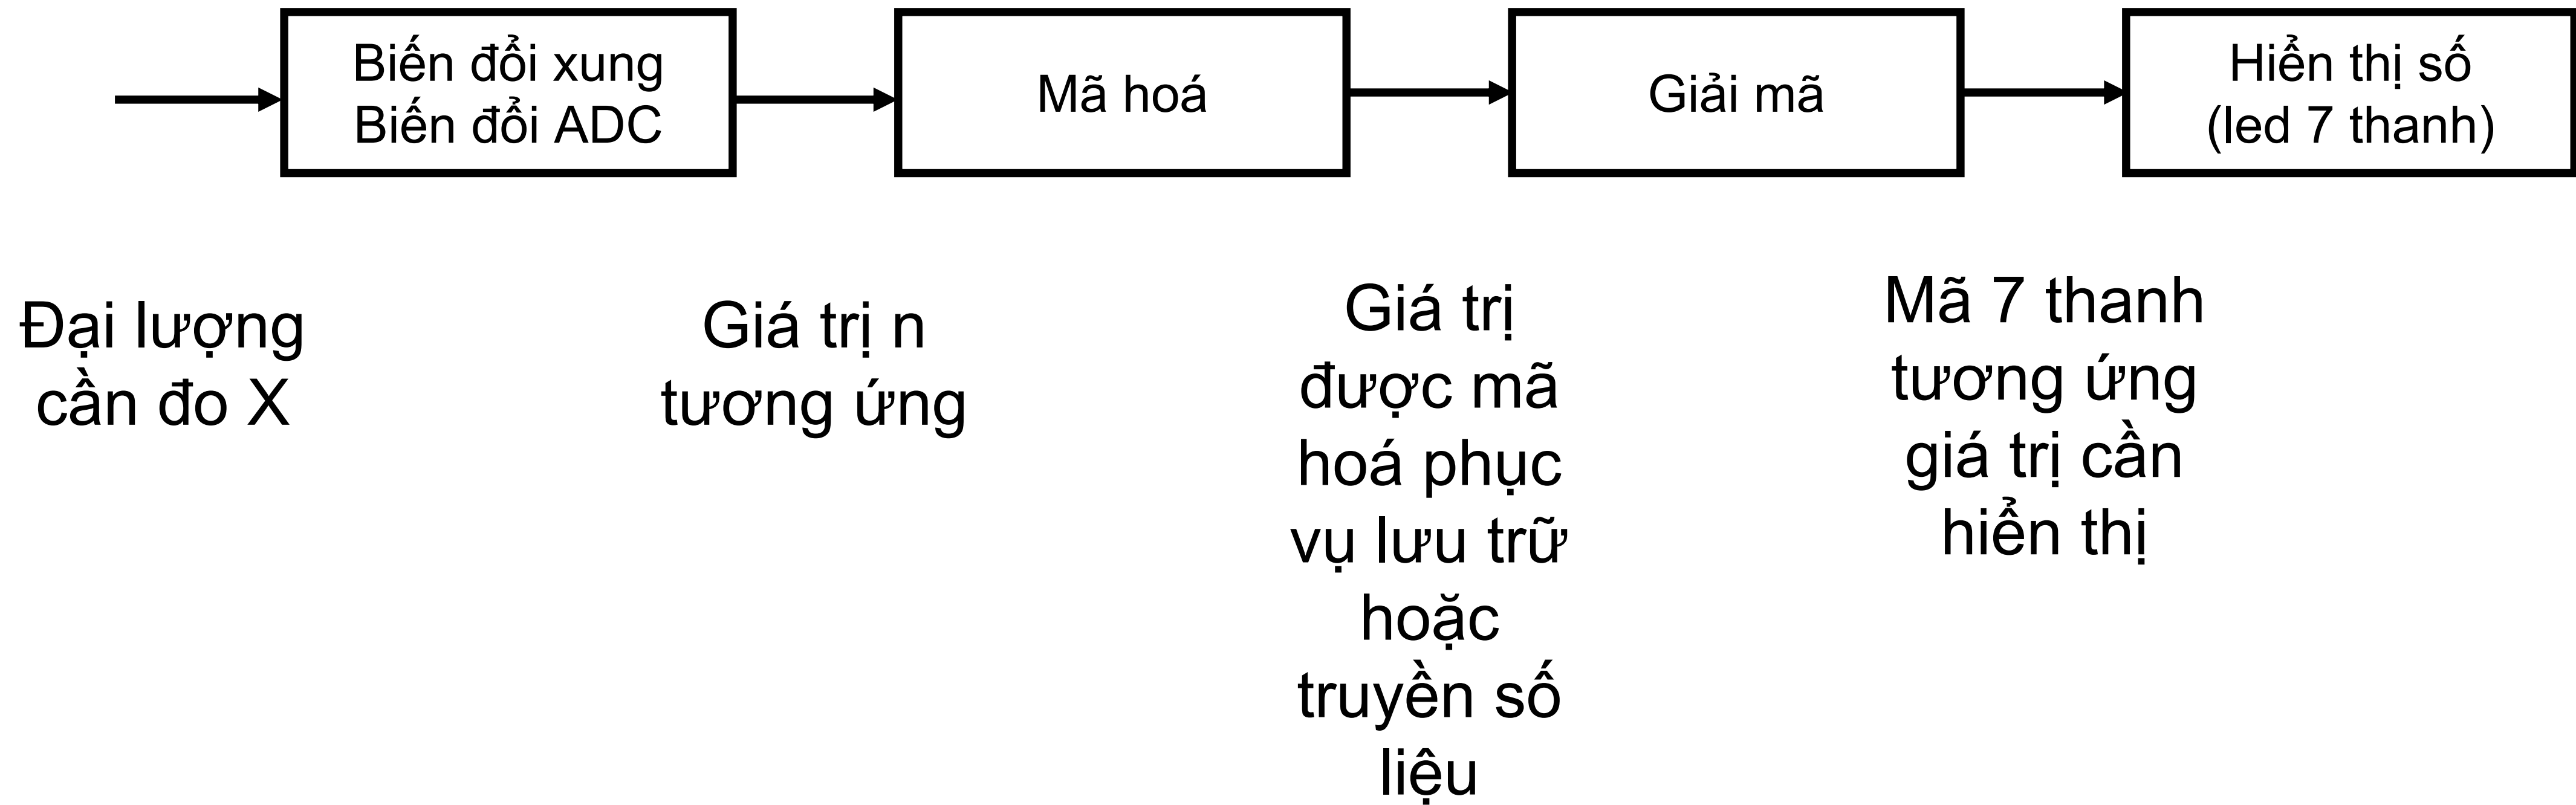 Biến đổi xung
Biến đổi ADC
Mã hoá
Giải mã
Hiển thị số
(led 7 thanh)
Đại lượng
cần đo X
Giá trị n
tương ứng
Giá trị
được mã
hoá phục
vụ lưu trữ
hoặc
truyền số
liệu
Mã 7 thanh
tương ứng
giá trị cần
hiển thị